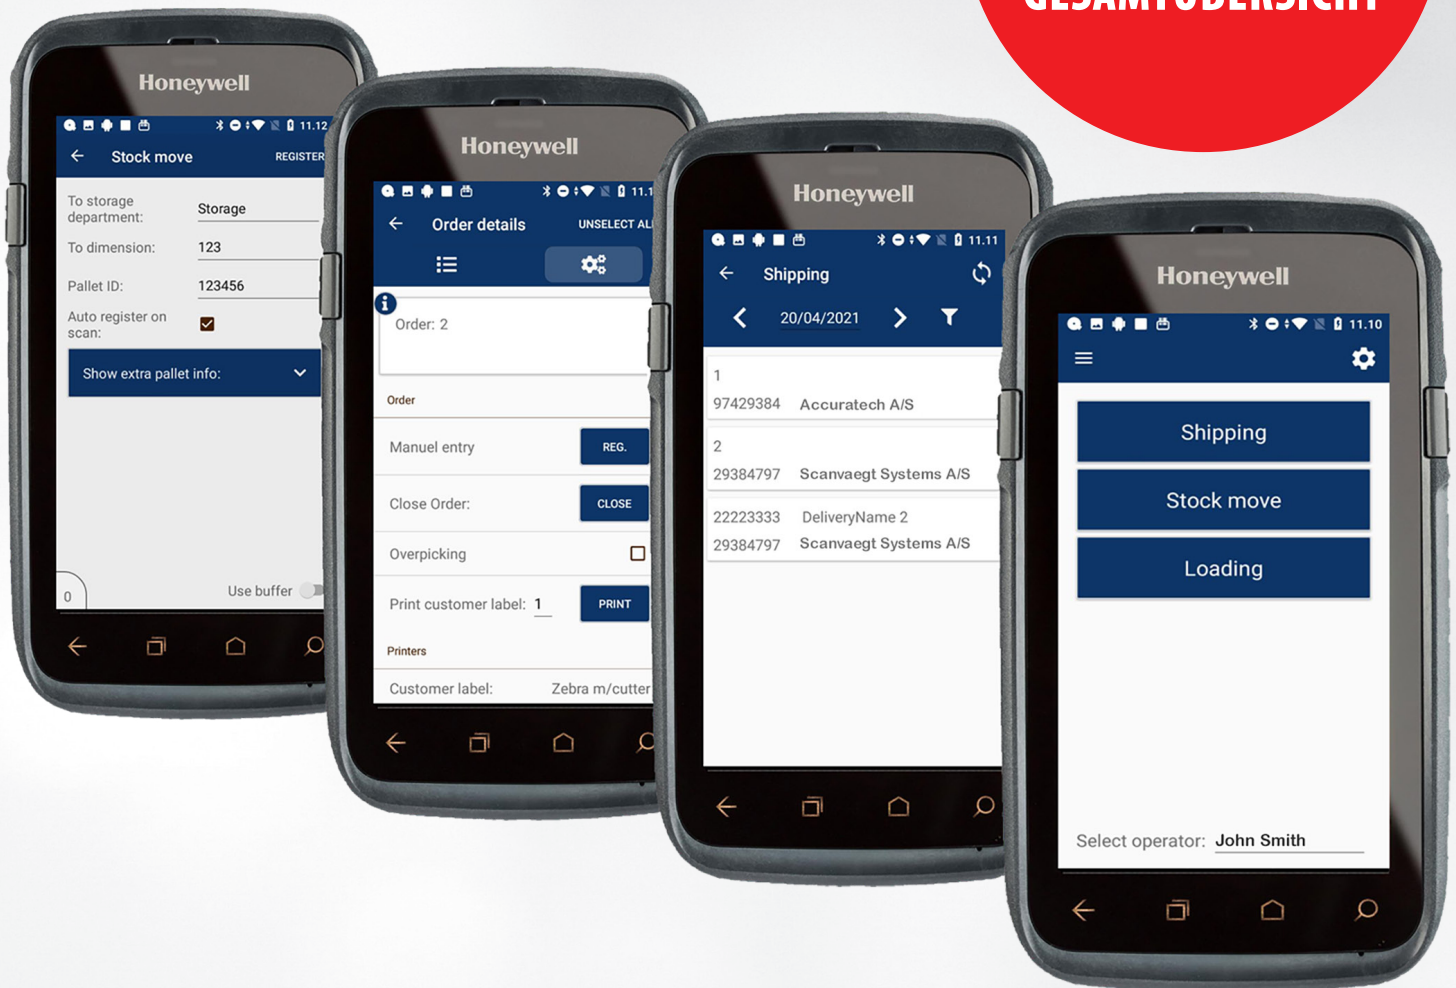 GESAMTÜBERSICHT
Honeywell
11.12
Stock move
REGISTER
To storage
department:
Storage
To dimension:
123
Pallet ID:
123456
Auto register on
scan:
Show extra pallet info:
0
Use buffer
Honeywell
11.1
Order details
UNSELECT ALL
Order: 2
Order
Manuel entry
REG.
Close Order:
CLOSE
Overpicking
Print customer label:
1
PRINT
Printers
Customer label:
Zebra m/cutter
Honeywell
11.11
Shipping
20/04/2021
1
97429384 Accuratech A/S
2
29384797 Scanvaegt Systems A/S
22223333 DeliveryName 2
29384797 Scanvaegt Systems A/S
Honeywell
11.10
Shipping
Stock move
Loading
Select operator: John Smith